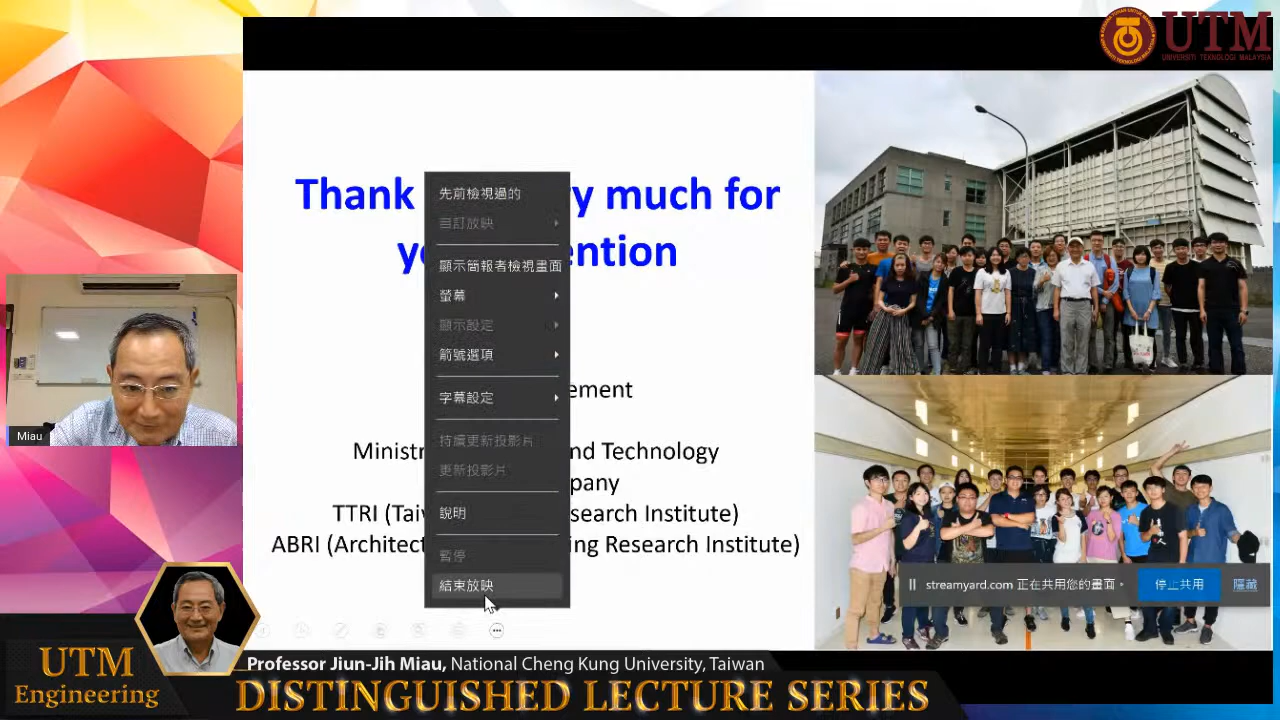 UTM
UNIVERSITI TEKNOLOGI MALAYSIA
Thank y much for
y ention
先前檢視過的
自訂放映
顯示簡報者檢視畫面
螢幕
顯示設定
箭號選項
字幕設定
持續更新投影片
更新投影片
說明
暫停
結束放映
ement
Ministr nd Technology
pany
TTRI (Tai search Institute)
ABRI (Architect ing Research Institute)
streamyard.com 正在共用您的畫面。
停止共用
隱藏
Miau
UTM
Engineering
Professor Jiun-Jih Miau, National Cheng Kung University, Taiwan
DISTINGUISHED LECTURE SERIES